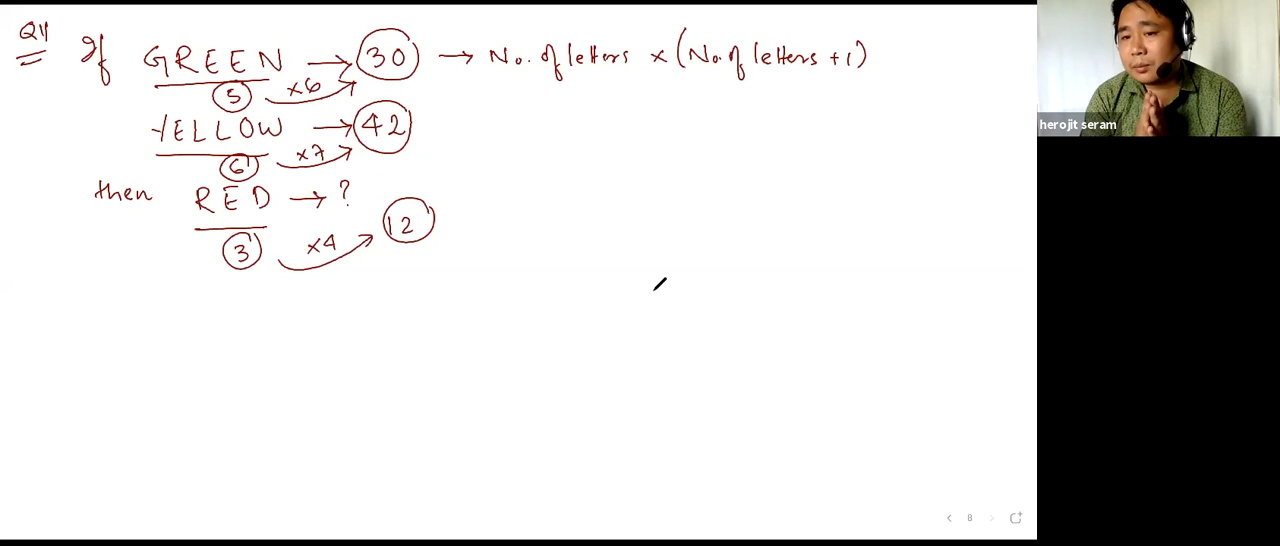 Q11 If GREEN → 30 → No. of letters × (No. of letters + 1)
5 ×6
YELLOW → 42
6 ×7
then RED → ?
3 ×4 12
herojit seram
8